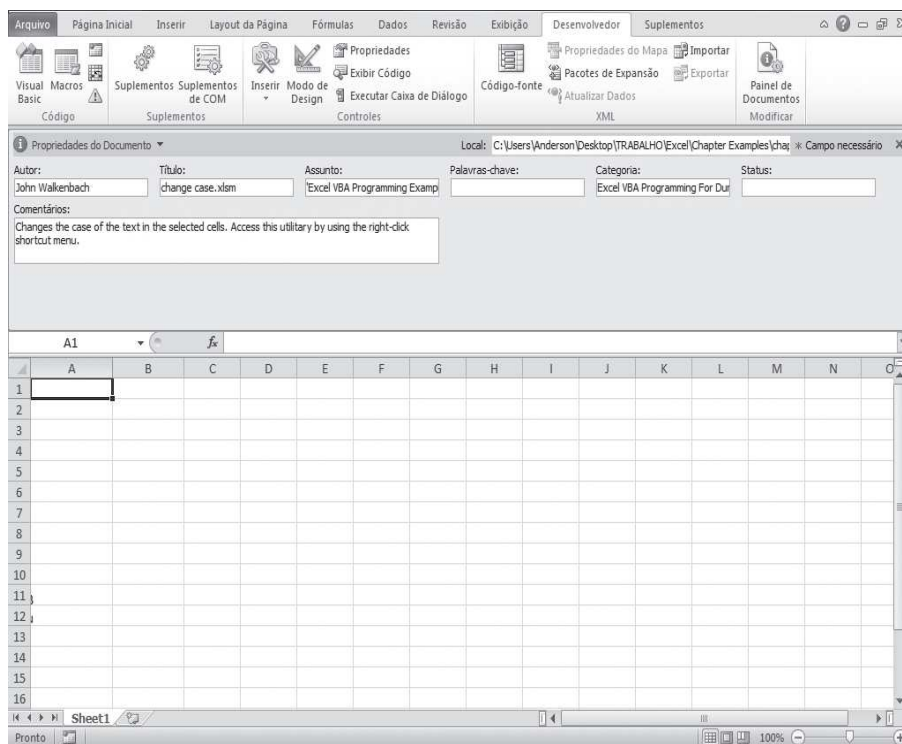 Arquivo Página Inicial Inserir Layout da Página Fórmulas Dados Revisão Exibição Desenvolvedor Suplementos
Visual Basic Macros
Suplementos Suplementos de COM
Inserir Modo de Design
Propriedades
Exibir Código
Executar Caixa de Diálogo
Código-fonte
Propriedades do Mapa Importar
Pacotes de Expansão Exportar
Atualizar Dados
Painel de Documentos
Código Suplementos Controles XML Modificar
Propriedades do Documento Local: C:\Users\Anderson\Desktop\TRABALHO\Excel\Chapter Examples\chap * Campo necessário
Autor: Título: Assunto: Palavras-chave: Categoria: Status:
John Walkenbach change case.xlsm 'Excel VBA Programming Examp Excel VBA Programming For Dur
Comentários:
Changes the case of the text in the selected cells. Access this utilitary by using the right-click
shortcut menu.
A1 fx
A B C D E F G H I J K L M N O
1
2
3
4
5
6
7
8
9
10
11
12
13
14
15
16
Sheet1
Pronto 100%